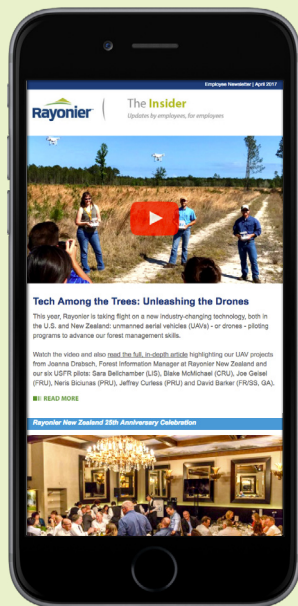 Employee Newsletter | April 2017
Rayonier
The Insider
Updates by employees, for employees
Tech Among the Trees: Unleashing the Drones
This year, Rayonier is taking flight on a new industry-changing technology, both in
the U.S. and New Zealand: unmanned aerial vehicles (UAVs) - or drones - piloting
programs to advance our forest management skills.
Watch the video and also read the full, in-depth article highlighting our UAV projects
from Joanna Drabsch, Forest Information Manager at Rayonier New Zealand and
our six USFR pilots: Sara Bellchamber (LIS), Blake McMichael (CRU), Joe Geisel
(FRU), Neris Biciunas (PRU), Jeffrey Curless (PRU) and David Barker (FR/SS, GA).
READ MORE
Rayonier New Zealand 25th Anniversary Celebration